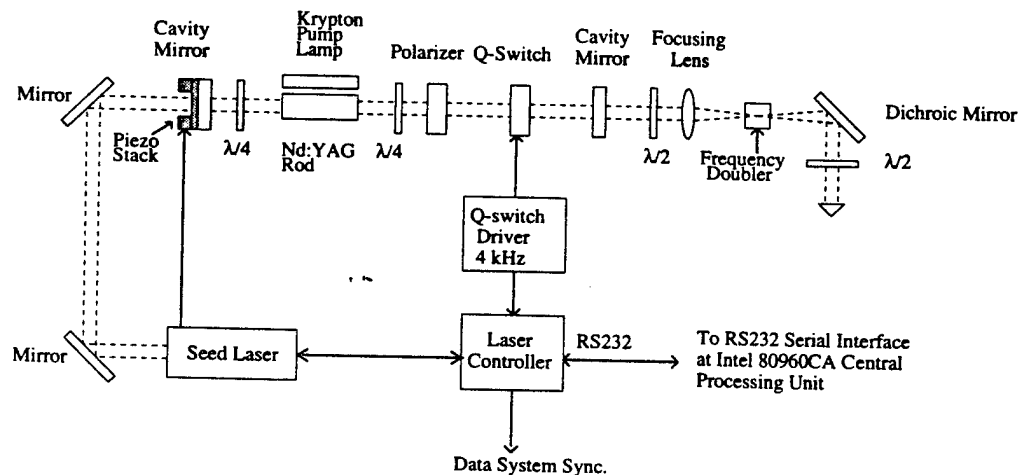 Cavity
Mirror
Krypton
Pump
Lamp
Polarizer
Q-Switch
Cavity
Mirror
Focusing
Lens
Mirror
Dichroic Mirror
Piezo
Stack
λ/4
Nd:YAG
Rod
λ/4
λ/2
Frequency
Doubler
λ/2
Q-switch
Driver
4 kHz
Mirror
Seed Laser
Laser
Controller
RS232
To RS232 Serial Interface
at Intel 80960CA Central
Processing Unit
Data System Sync.